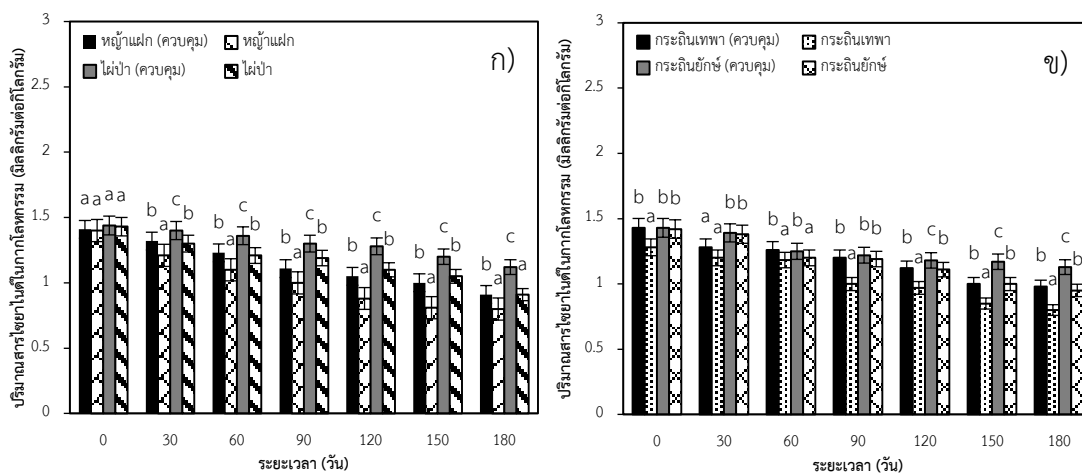 ปริมาณสารไซยาไนด์ในกากโลหกรรม (มิลลิกรัมต่อกิโลกรัม)
3
2.5
2
1.5
1
0.5
0
หญ้าแฝก (ควบคุม) หญ้าแฝก
ไผ่ป่า (ควบคุม) ไผ่ป่า
ก)
a a a a
b a c b
b a c b
b a c b
b a c b
b a c b
b a c a
0 30 60 90 120 150 180
ระยะเวลา (วัน)
ปริมาณสารไซยาไนด์ในกากโลหกรรม (มิลลิกรัมต่อกิโลกรัม)
3
2.5
2
1.5
1
0.5
0
กระถินเทพา (ควบคุม) กระถินเทพา
กระถินยักษ์ (ควบคุม) กระถินยักษ์
ข)
b a b b
a a b b
b a b b
b a b b
b a c b
b a c b
b a c b
0 30 60 90 120 150 180
ระยะเวลา (วัน)